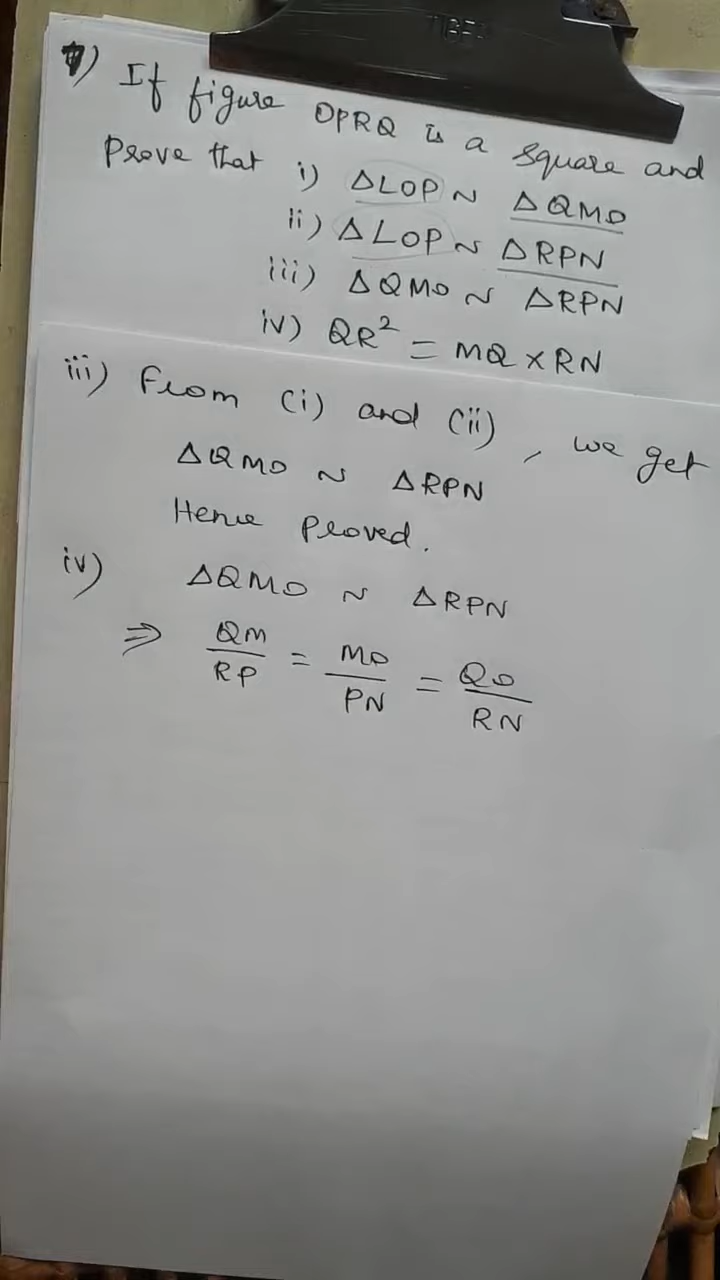 7) If figure OPRQ is a square and
Prove that i) ΔLOP ~ ΔQMO
ii) ΔLOP ~ ΔRPN
iii) ΔQMO ~ ΔRPN
iv) QR² = MQ × RN
iii) From (i) and (ii), we get
ΔQMO ~ ΔRPN
Hence Proved.
iv) ΔQMO ~ ΔRPN
⇒ QM/RP = MO/PN = QO/RN